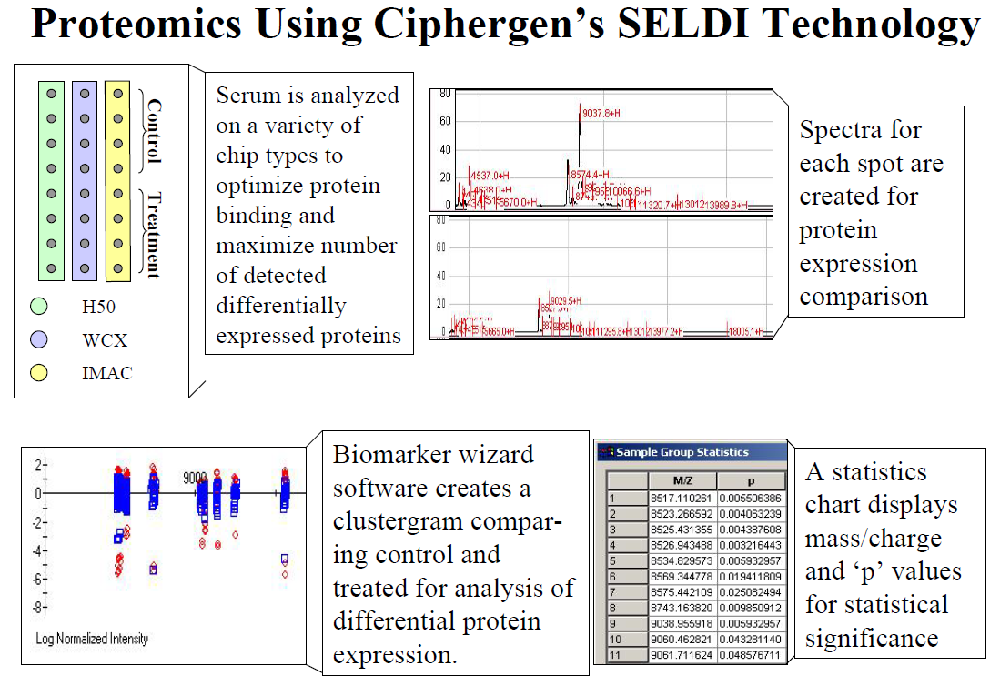 Proteomics Using Ciphergen's SELDI Technology
Control
Treatment
H50
WCX
IMAC
Serum is analyzed
on a variety of
chip types to
optimize protein
binding and
maximize number
of detected
differentially
expressed proteins
80
60
40
20
0
9037.8+H
8574.4+H
4537.0+H
5670.0+H
10066.6+H
11320.7+H
13989.8+H
80
60
40
20
0
9029.5+H
5665.0+H
11295.8+H
13977.2+H
18005.1+H
Spectra for
each spot are
created for
protein
expression
comparison
2
0
-2
-4
-6
-8
9000
Log Normalized Intensity
Biomarker wizard
software creates a
clustergram compar-
ing control and
treated for analysis of
differential protein
expression.
Sample Group Statistics
M/Z p
1 8517.110261 0.005506386
2 8523.266592 0.004063239
3 8525.431355 0.004387608
4 8526.943488 0.003216443
5 8534.829573 0.005932957
6 8569.344778 0.019411809
7 8575.442109 0.025082494
8 8743.163820 0.009850912
9 9038.955918 0.005932957
10 9060.462821 0.043281140
11 9061.711624 0.048576711
A statistics
chart displays
mass/charge
and 'p' values
for statistical
significance